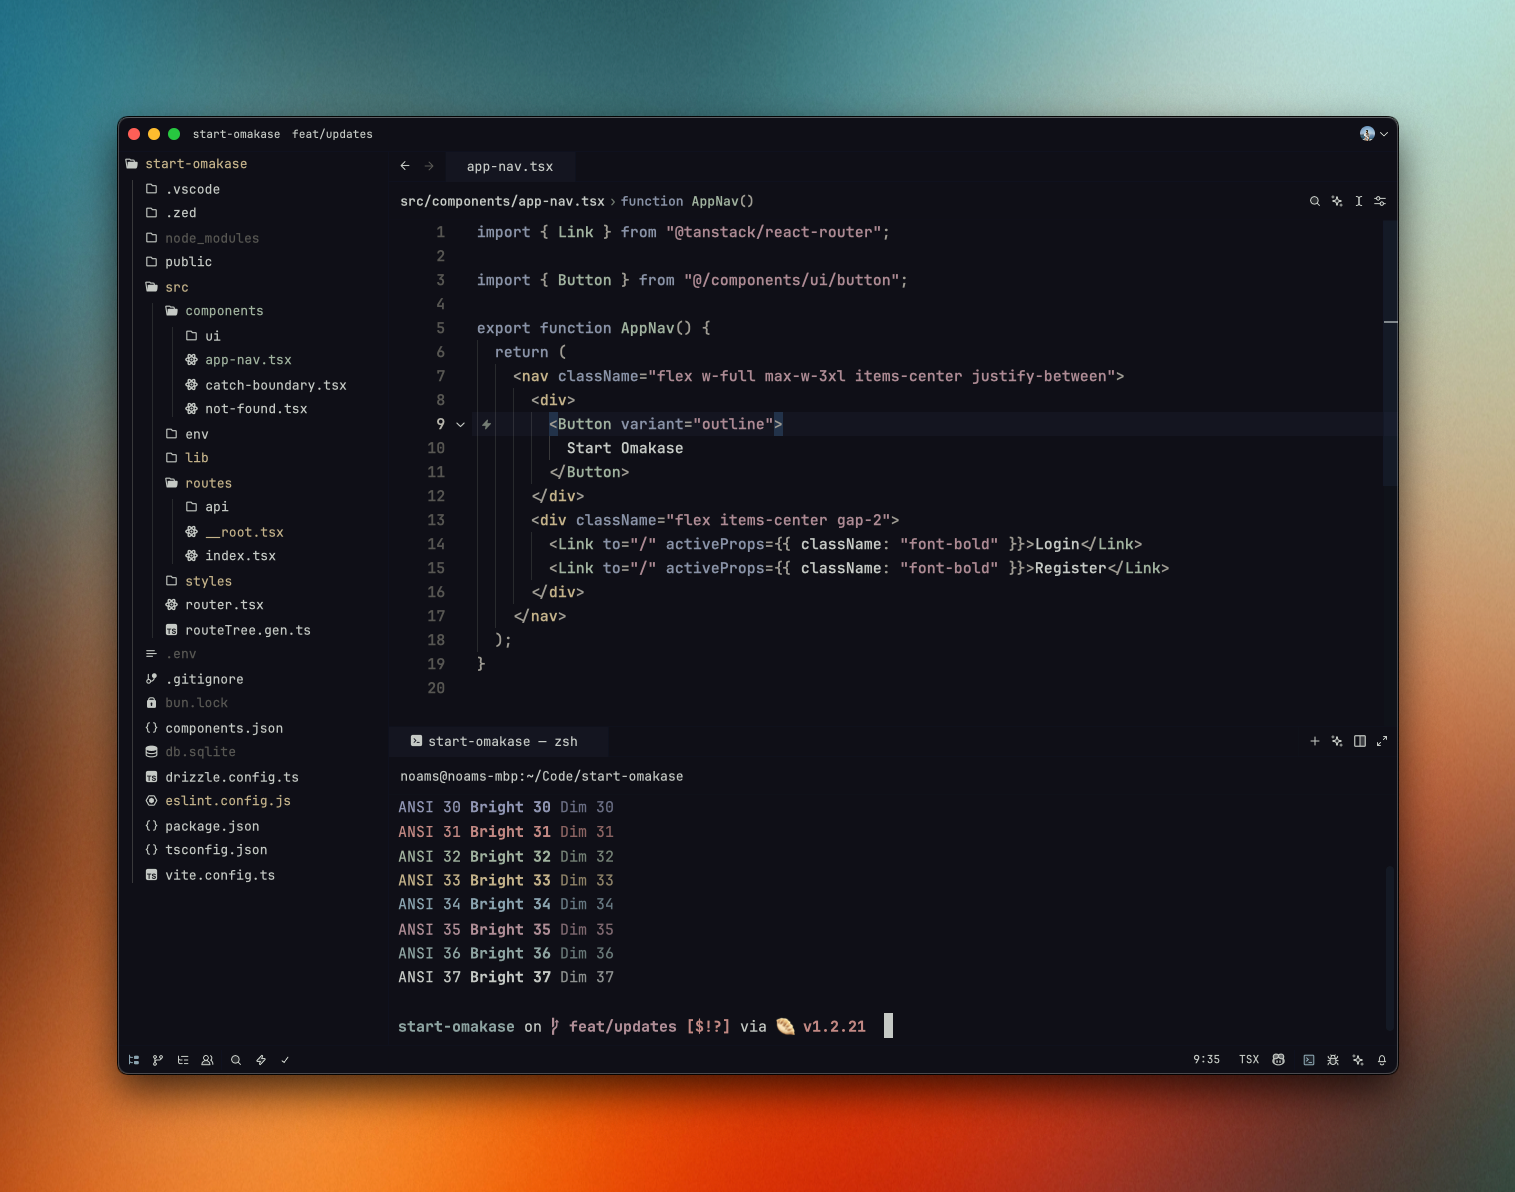 start-omakase feat/updates
start-omakase
.vscode
.zed
node_modules
public
src
components
ui
app-nav.tsx
catch-boundary.tsx
not-found.tsx
env
lib
routes
api
__root.tsx
index.tsx
styles
router.tsx
routeTree.gen.ts
.env
.gitignore
bun.lock
components.json
db.sqlite
drizzle.config.ts
eslint.config.js
package.json
tsconfig.json
vite.config.ts
app-nav.tsx
src/components/app-nav.tsx › function AppNav()
1 import { Link } from "@tanstack/react-router";
2
3 import { Button } from "@/components/ui/button";
4
5 export function AppNav() {
6 return (
7 <nav className="flex w-full max-w-3xl items-center justify-between">
8 <div>
9 <Button variant="outline">
10 Start Omakase
11 </Button>
12 </div>
13 <div className="flex items-center gap-2">
14 <Link to="/" activeProps={{ className: "font-bold" }}>Login</Link>
15 <Link to="/" activeProps={{ className: "font-bold" }}>Register</Link>
16 </div>
17 </nav>
18 );
19 }
20
start-omakase — zsh
noams@noams-mbp:~/Code/start-omakase
ANSI 30 Bright 30 Dim 30
ANSI 31 Bright 31 Dim 31
ANSI 32 Bright 32 Dim 32
ANSI 33 Bright 33 Dim 33
ANSI 34 Bright 34 Dim 34
ANSI 35 Bright 35 Dim 35
ANSI 36 Bright 36 Dim 36
ANSI 37 Bright 37 Dim 37
start-omakase on feat/updates [$!?] via v1.2.21
9:35 TSX